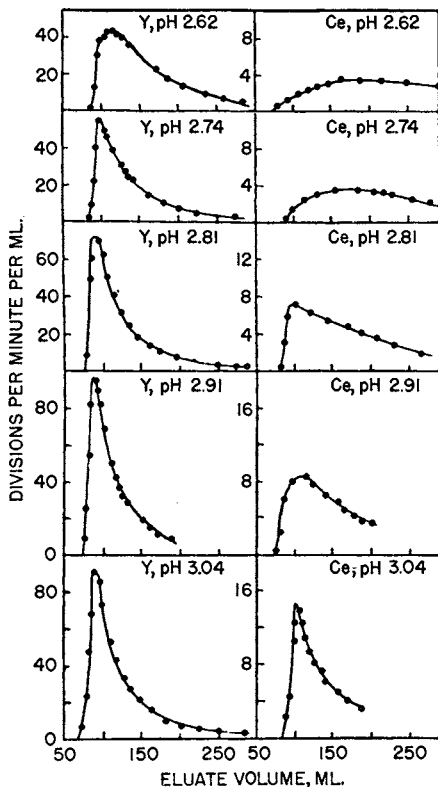 Y, pH 2.62
Ce, pH 2.62
40
20
8
4
Y, pH 2.74
Ce, pH 2.74
40
20
8
4
Y, pH 2.81
Ce, pH 2.81
60
40
20
12
8
4
Y, pH 2.91
Ce, pH 2.91
80
40
0
16
8
0
Y, pH 3.04
Ce, pH 3.04
80
40
0
16
8
50
150
250
50
150
250
DIVISIONS PER MINUTE PER ML.
ELUATE VOLUME, ML.